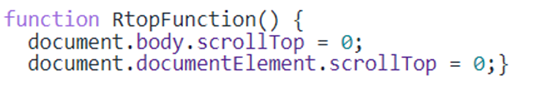 function RtopFunction() {
  document.body.scrollTop = 0;
  document.documentElement.scrollTop = 0;}